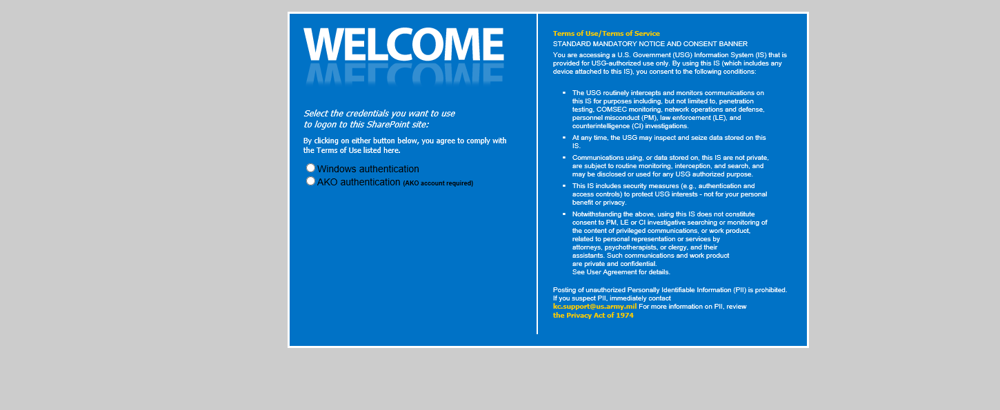 WELCOME
Select the credentials you want to use
to logon to this SharePoint site:
By clicking on either button below, you agree to comply with
the Terms of Use listed here.
Windows authentication
AKO authentication (AKO account required)
Terms of Use/Terms of Service
STANDARD MANDATORY NOTICE AND CONSENT BANNER
You are accessing a U.S. Government (USG) Information System (IS) that is
provided for USG-authorized use only. By using this IS (which includes any
device attached to this IS), you consent to the following conditions:
▪ The USG routinely intercepts and monitors communications on
this IS for purposes including, but not limited to, penetration
testing, COMSEC monitoring, network operations and defense,
personnel misconduct (PM), law enforcement (LE), and
counterintelligence (CI) investigations.
▪ At any time, the USG may inspect and seize data stored on this
IS.
▪ Communications using, or data stored on, this IS are not private,
are subject to routine monitoring, interception, and search, and
may be disclosed or used for any USG authorized purpose.
▪ This IS includes security measures (e.g., authentication and
access controls) to protect USG interests - not for your personal
benefit or privacy.
▪ Notwithstanding the above, using this IS does not constitute
consent to PM, LE or CI investigative searching or monitoring of
the content of privileged communications, or work product,
related to personal representation or services by
attorneys, psychotherapists, or clergy, and their
assistants. Such communications and work product
are private and confidential.
See User Agreement for details.
Posting of unauthorized Personally Identifiable Information (PII) is prohibited.
If you suspect PII, immediately contact
kc.support@us.army.mil For more information on PII, review
the Privacy Act of 1974